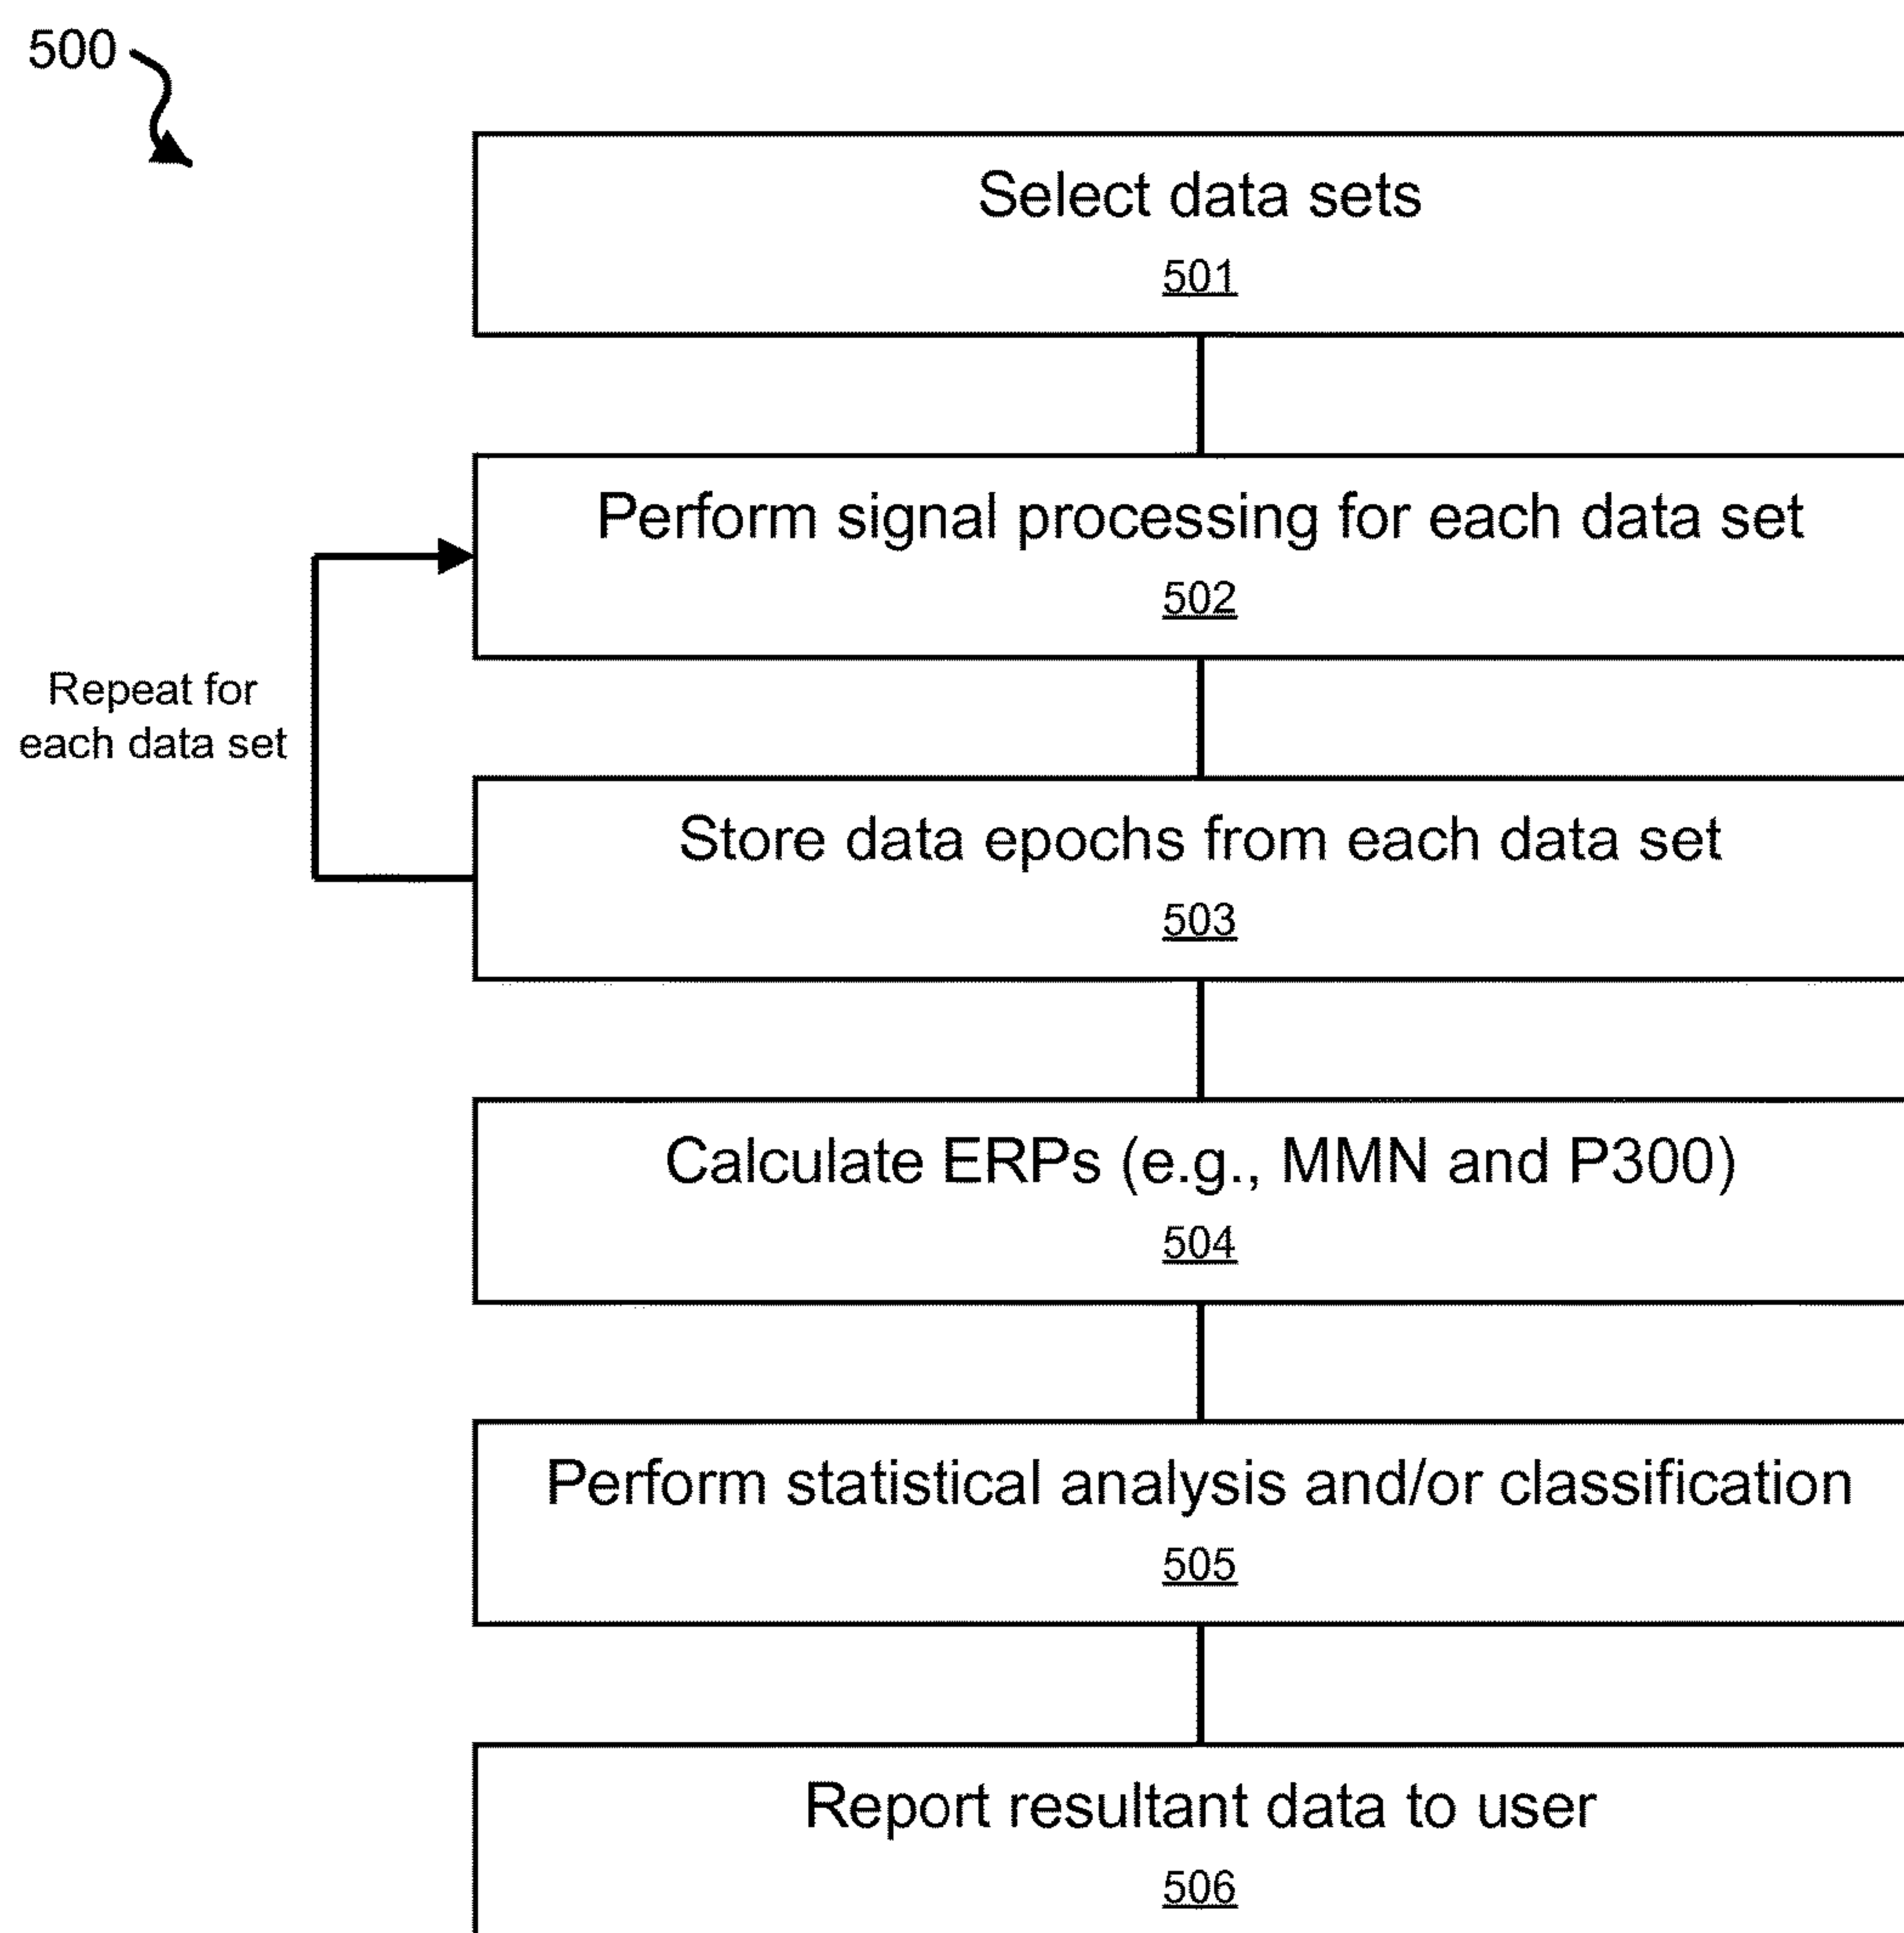 500
Select data sets
501
Perform signal processing for each data set
502
Repeat for
each data set
Store data epochs from each data set
503
Calculate ERPs (e.g., MMN and P300)
504
Perform statistical analysis and/or classification
505
Report resultant data to user
506